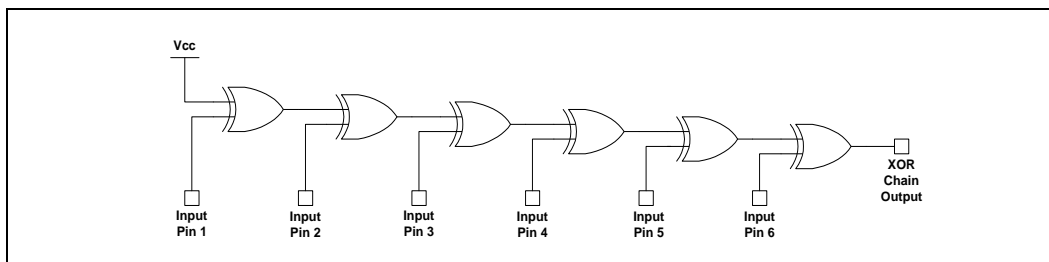 Vcc
Input
Pin 1
Input
Pin 2
Input
Pin 3
Input
Pin 4
Input
Pin 5
Input
Pin 6
XOR
Chain
Output